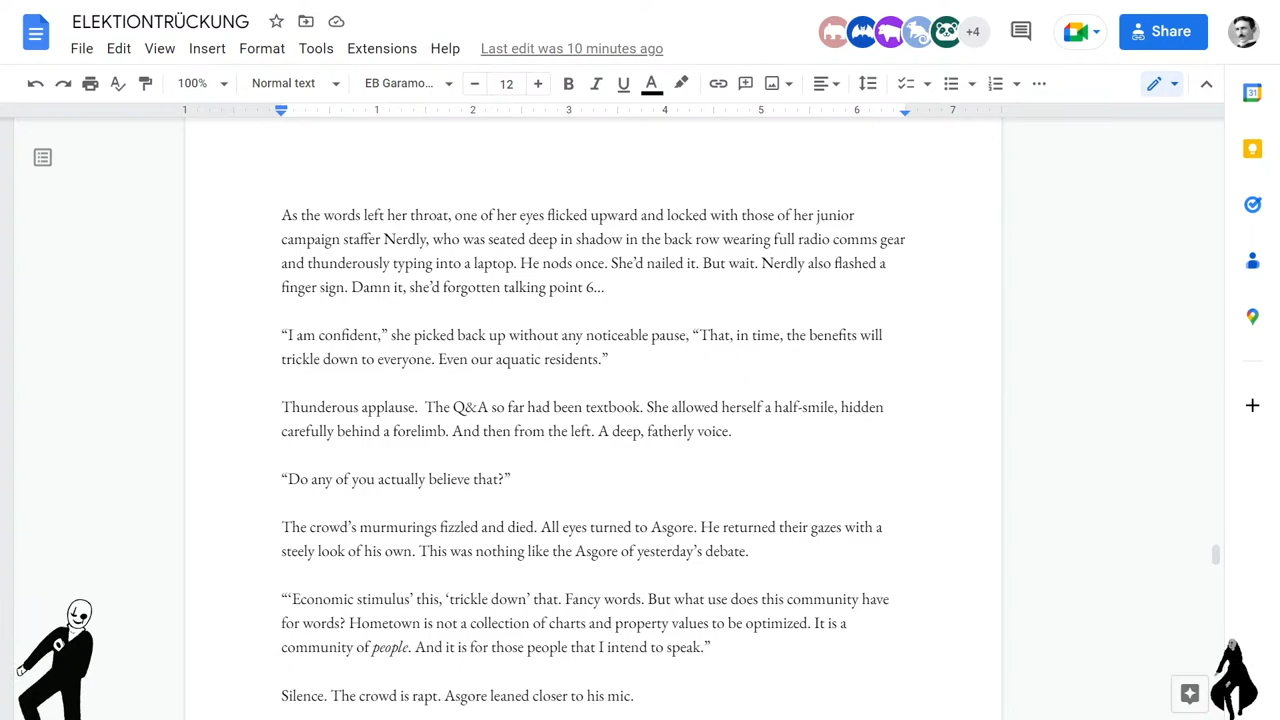 ELEKTIONTRÜCKUNG
+4
Share
File Edit View Insert Format Tools Extensions Help Last edit was 10 minutes ago
100% Normal text EB Garamo... 12 B I U A
1 1 2 3 4 5 6 7
31
As the words left her throat, one of her eyes flicked upward and locked with those of her junior
campaign staffer Nerdly, who was seated deep in shadow in the back row wearing full radio comms gear
and thunderously typing into a laptop. He nods once. She’d nailed it. But wait. Nerdly also flashed a
finger sign. Damn it, she’d forgotten talking point 6...
“I am confident,” she picked back up without any noticeable pause, “That, in time, the benefits will
trickle down to everyone. Even our aquatic residents.”
Thunderous applause.  The Q&A so far had been textbook. She allowed herself a half-smile, hidden
carefully behind a forelimb. And then from the left. A deep, fatherly voice.
“Do any of you actually believe that?”
The crowd’s murmurings fizzled and died. All eyes turned to Asgore. He returned their gazes with a
steely look of his own. This was nothing like the Asgore of yesterday’s debate.
“‘Economic stimulus’ this, ‘trickle down’ that. Fancy words. But what use does this community have
for words? Hometown is not a collection of charts and property values to be optimized. It is a
community of people. And it is for those people that I intend to speak.”
Silence. The crowd is rapt. Asgore leaned closer to his mic.